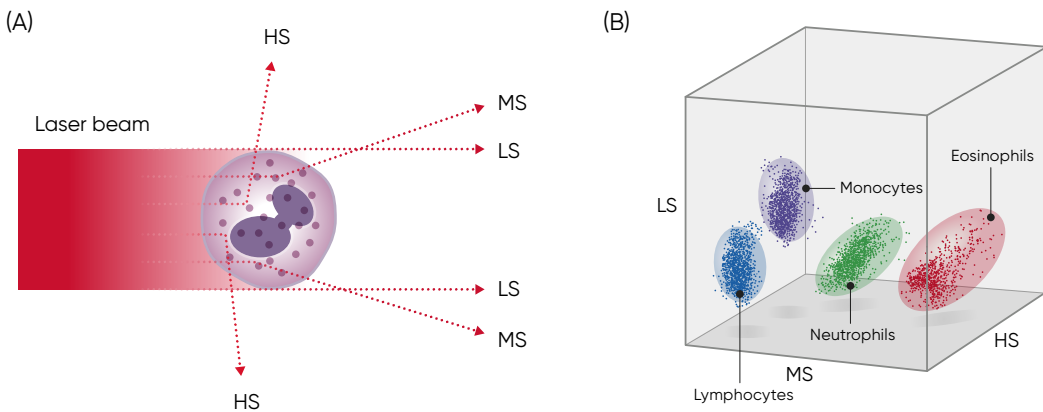 (A)
HS
MS
Laser beam
LS
LS
MS
HS
(B)
Eosinophils
Monocytes
LS
Neutrophils
HS
MS
Lymphocytes